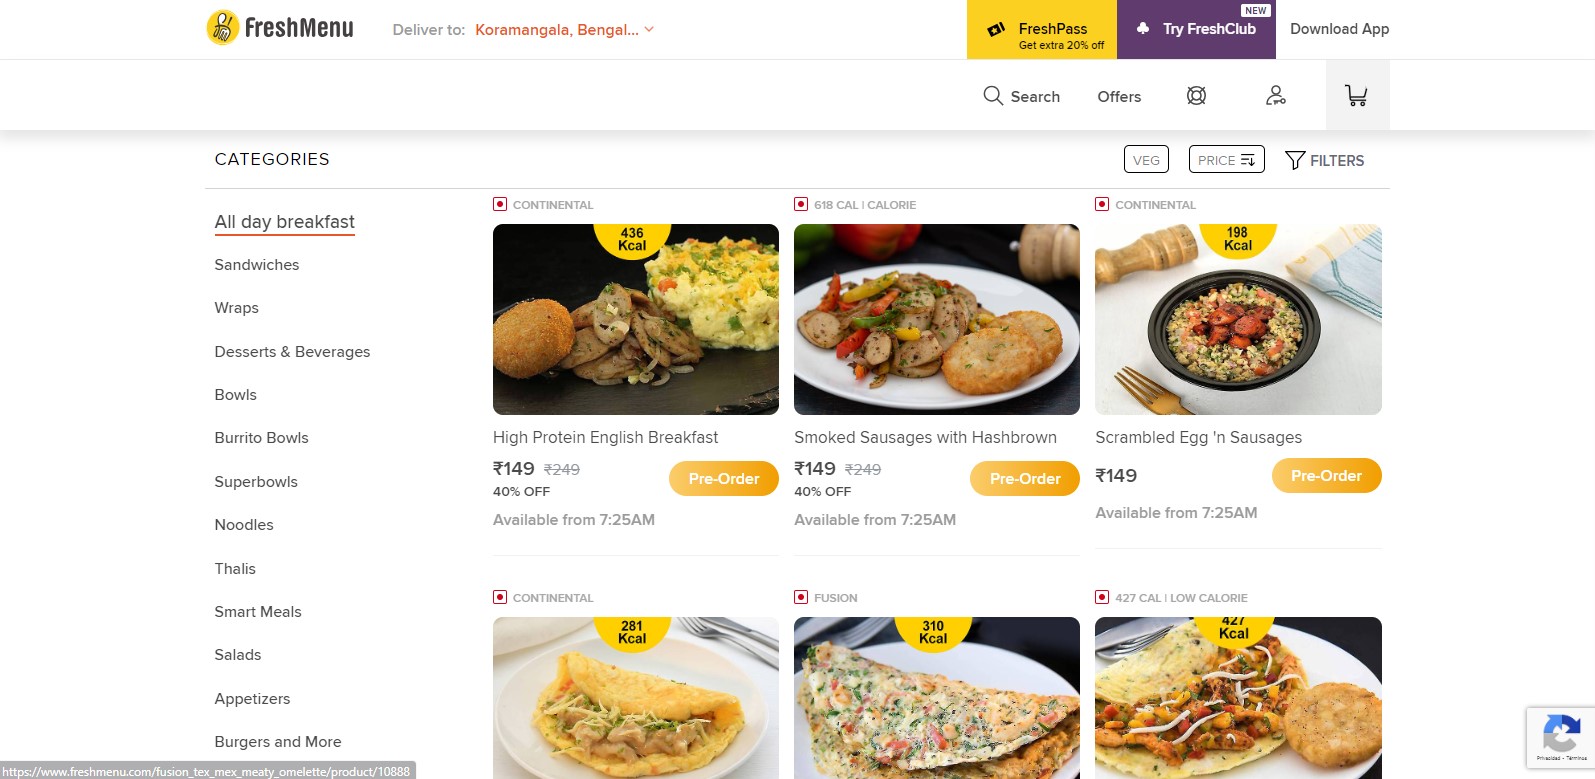 FreshMenu
Deliver to: Koramangala, Bengal...
FreshPass
Get extra 20% off
NEW
Try FreshClub
Download App
Search
Offers
CATEGORIES
VEG
PRICE
FILTERS
All day breakfast
Sandwiches
Wraps
Desserts & Beverages
Bowls
Burrito Bowls
Superbowls
Noodles
Thalis
Smart Meals
Salads
Appetizers
Burgers and More
CONTINENTAL
436
Kcal
High Protein English Breakfast
₹149 ₹249
40% OFF
Pre-Order
Available from 7:25AM
618 CAL | CALORIE
Smoked Sausages with Hashbrown
₹149 ₹249
40% OFF
Pre-Order
Available from 7:25AM
CONTINENTAL
198
Kcal
Scrambled Egg 'n Sausages
₹149
Pre-Order
Available from 7:25AM
CONTINENTAL
281
Kcal
FUSION
310
Kcal
427 CAL | LOW CALORIE
427
Kcal
Privacidad - Términos
https://www.freshmenu.com/fusion_tex_mex_meaty_omelette/product/10888